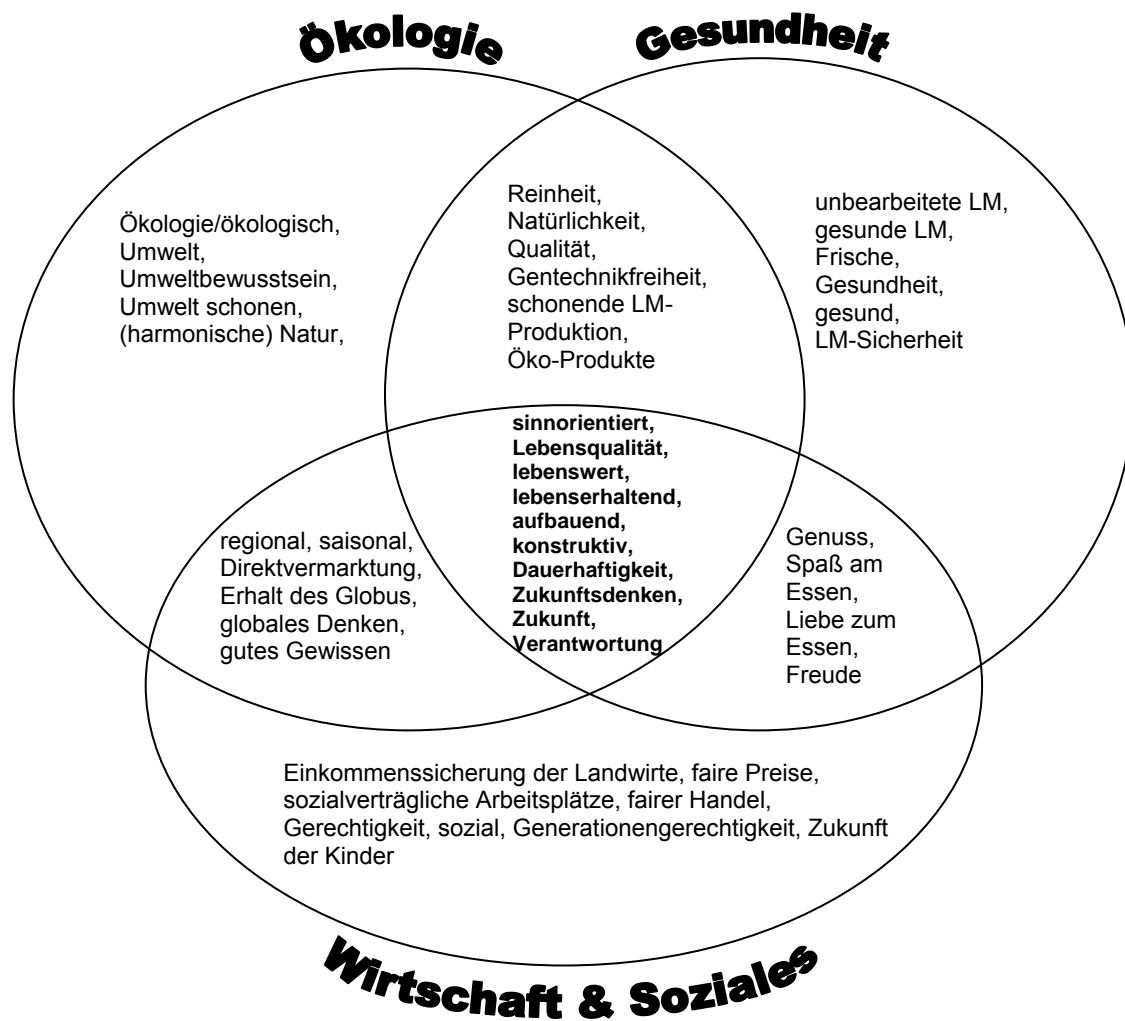 Ökologie
Gesundheit
Ökologie/ökologisch,
Umwelt,
Umweltbewusstsein,
Umwelt schonen,
(harmonische) Natur,
Reinheit,
Natürlichkeit,
Qualität,
Gentechnikfreiheit,
schonende LM-
Produktion,
Öko-Produkte
unbearbeitete LM,
gesunde LM,
Frische,
Gesundheit,
gesund,
LM-Sicherheit
sinnorientiert,
Lebensqualität,
lebenswert,
lebenserhaltend,
aufbauend,
konstruktiv,
Dauerhaftigkeit,
Zukunftsdenken,
Zukunft,
Verantwortung
regional, saisonal,
Direktvermarktung,
Erhalt des Globus,
globales Denken,
gutes Gewissen
Genuss,
Spaß am
Essen,
Liebe zum
Essen,
Freude
Einkommenssicherung der Landwirte, faire Preise,
sozialverträgliche Arbeitsplätze, fairer Handel,
Gerechtigkeit, sozial, Generationengerechtigkeit, Zukunft
der Kinder
Wirtschaft & Soziales